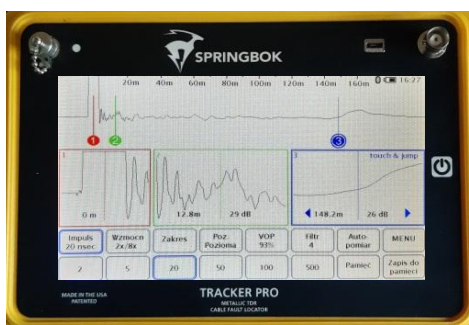 SPRINGBOK
20m 40m 60m 80m 100m 120m 140m 160m 16:27
1 2 3
1 2 3 touch & jump
0 m 12.8m 29 dB 148.2m 26 dB
Impuls 20 nsec
Wzmocn 2x/8x
Zakres
Poz Pozioma
VOP 93%
Filtr 4
Auto-pomiar
MENU
2 5 20 50 100 500 Pamięć Zapis do pamięci
MADE IN THE USA
PATENTED
TRACKER PRO
METALLIC TDR
CABLE FAULT LOCATOR